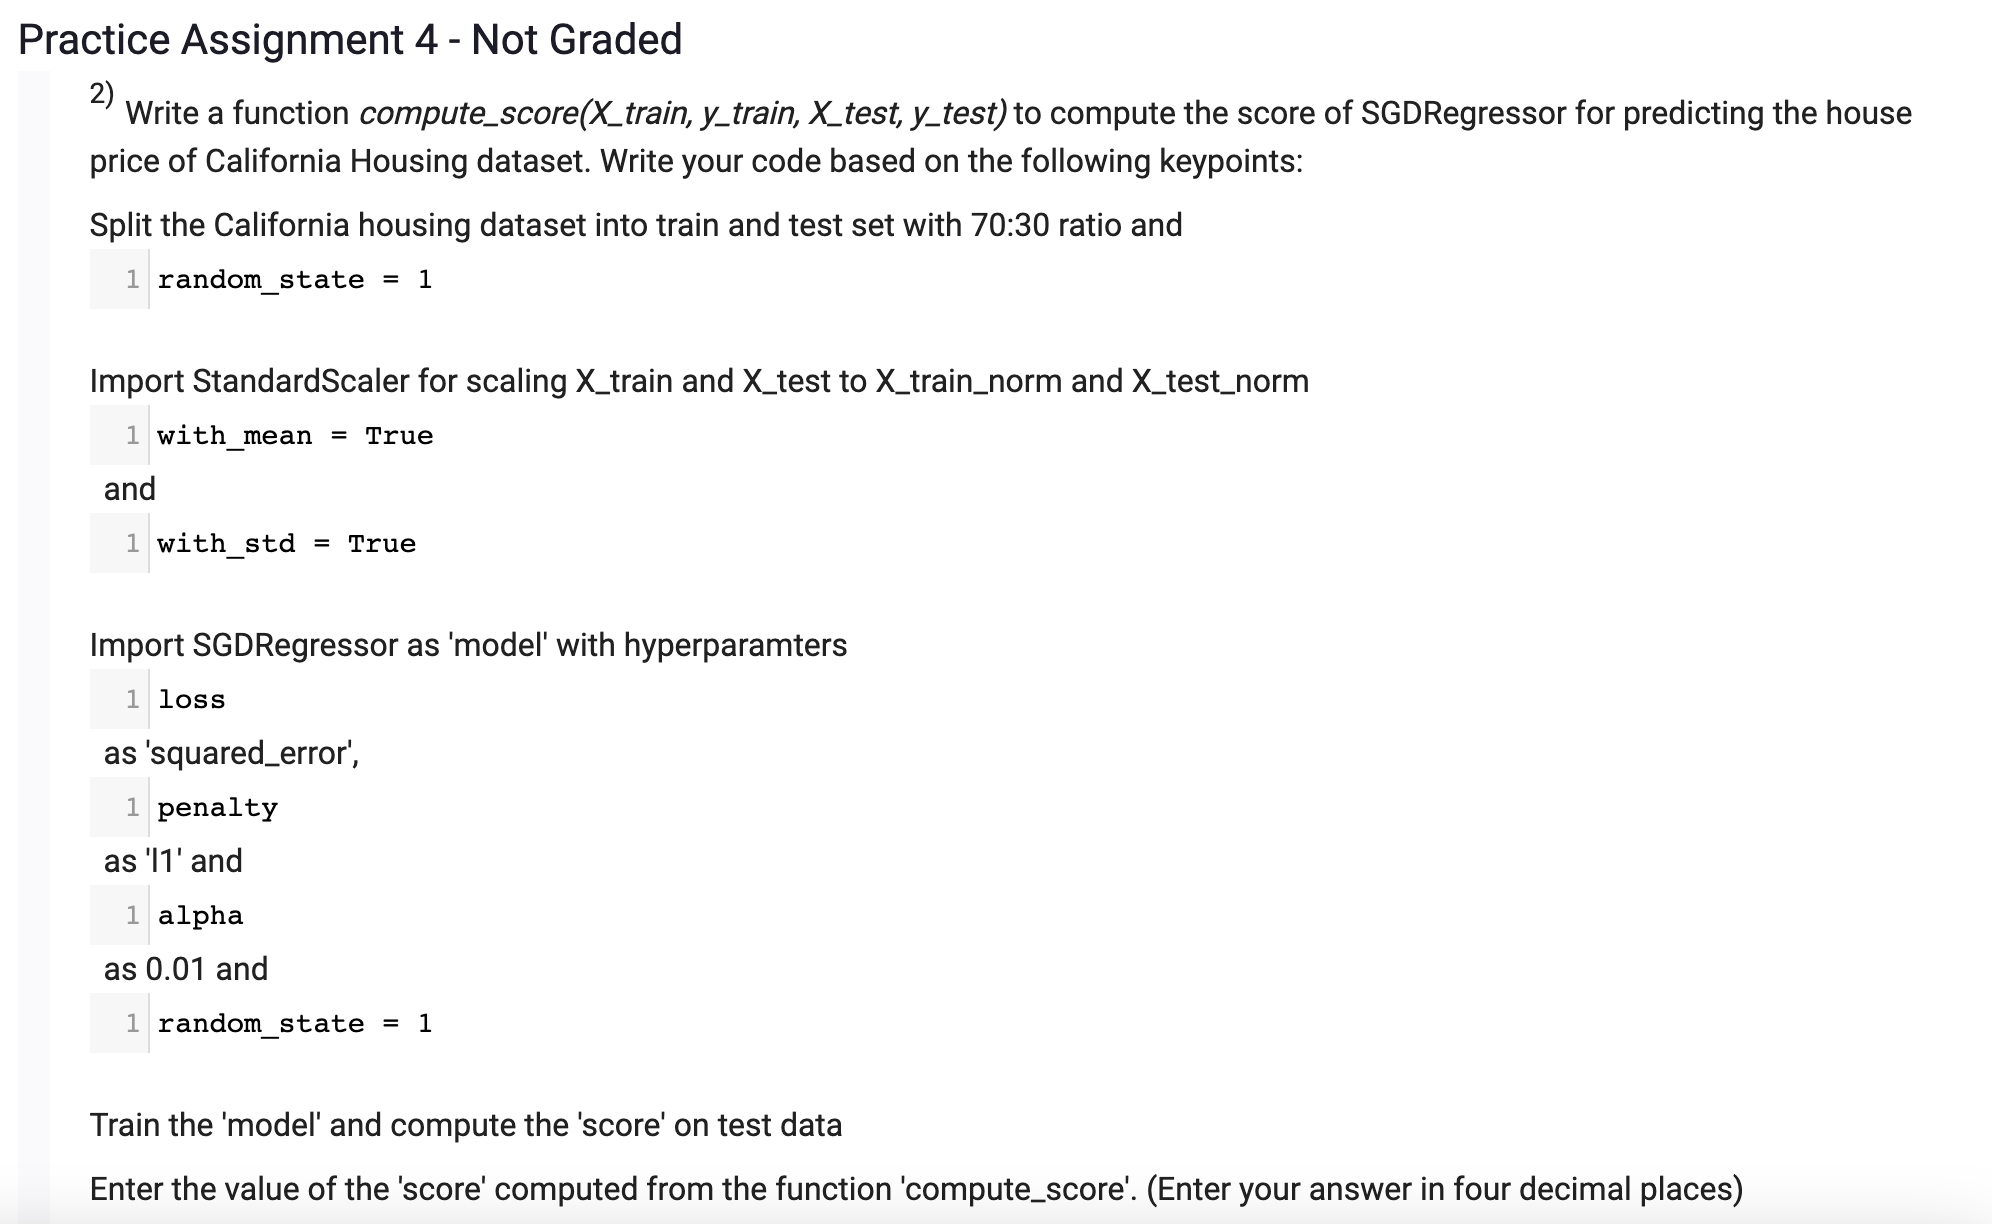 Practice Assignment 4 - Not Graded
2) Write a function compute_score(X_train, y_train, X_test, y_test) to compute the score of SGDRegressor for predicting the house
price of California Housing dataset. Write your code based on the following keypoints:
Split the California housing dataset into train and test set with 70:30 ratio and
1 random_state = 1
Import StandardScaler for scaling X_train and X_test to X_train_norm and X_test_norm
1 with_mean = True
and
1 with_std = True
Import SGDRegressor as 'model' with hyperparamters
1 loss
as 'squared_error',
1 penalty
as 'l1' and
1 alpha
as 0.01 and
1 random_state = 1
Train the 'model' and compute the 'score' on test data
Enter the value of the 'score' computed from the function 'compute_score'. (Enter your answer in four decimal places)